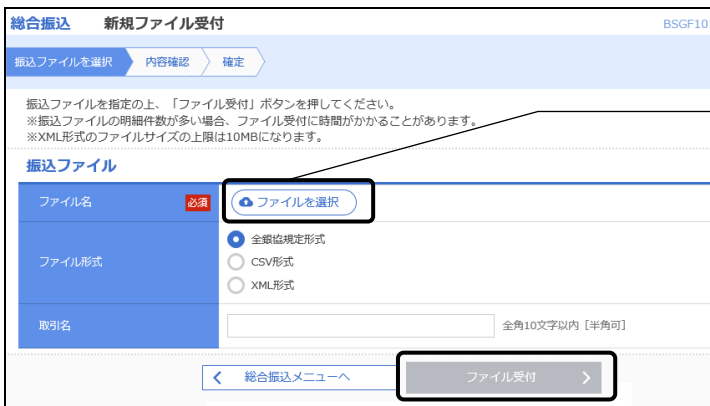 総合振込 新規ファイル受付 BSGF10
振込ファイルを選択 内容確認 確定
振込ファイルを指定の上、「ファイル受付」ボタンを押してください。
※振込ファイルの明細件数が多い場合、ファイル受付に時間がかかることがあります。
※XML形式のファイルサイズの上限は10MBになります。
振込ファイル
ファイル名 必須 ファイルを選択
ファイル形式
全銀協規定形式
CSV形式
XML形式
取引名 全角10文字以内［半角可］
総合振込メニューへ ファイル受付